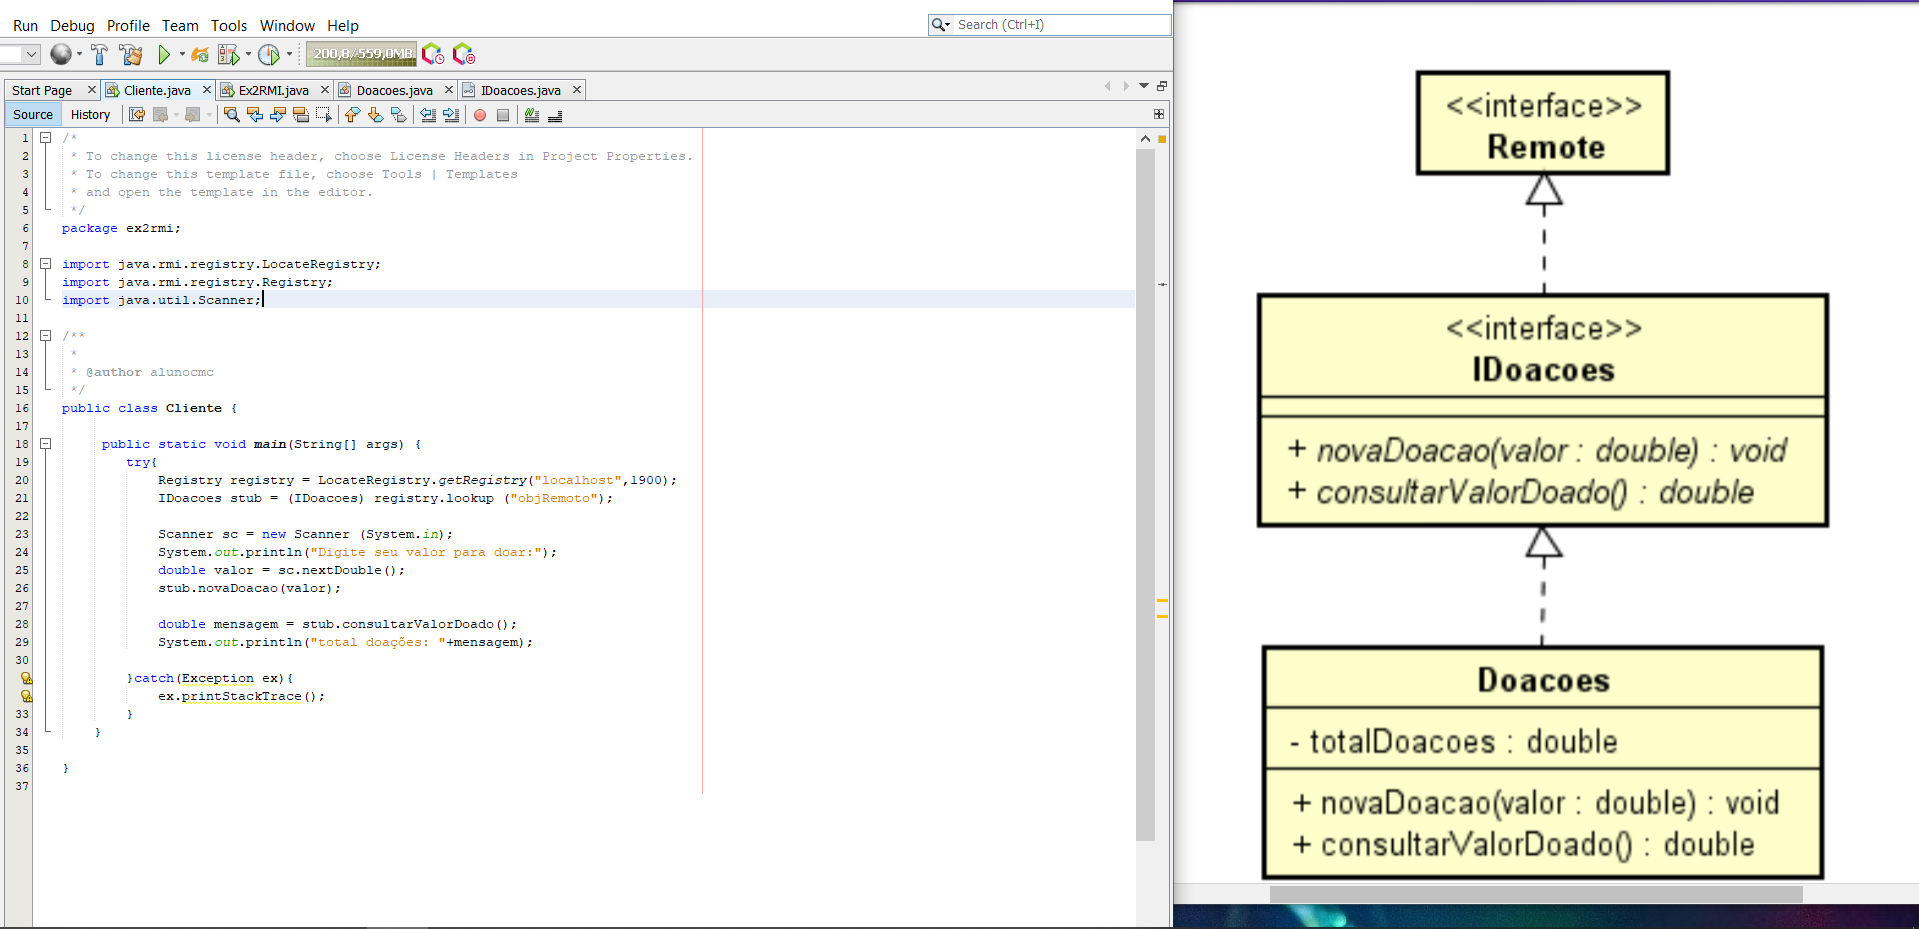 Run Debug Profile Team Tools Window Help
Search (Ctrl+I)
200,8/559,0MB
Start Page Cliente.java Ex2RMI.java Doacoes.java IDoacoes.java
Source History
1 /*
2 * To change this license header, choose License Headers in Project Properties.
3 * To change this template file, choose Tools | Templates
4 * and open the template in the editor.
5 */
6 package ex2rmi;
7
8 import java.rmi.registry.LocateRegistry;
9 import java.rmi.registry.Registry;
10 import java.util.Scanner;
11
12 /**
13 *
14 * @author alunocmc
15 */
16 public class Cliente {
17
18 public static void main(String[] args) {
19 try{
20 Registry registry = LocateRegistry.getRegistry("localhost",1900);
21 IDoacoes stub = (IDoacoes) registry.lookup ("objRemoto");
22
23 Scanner sc = new Scanner (System.in);
24 System.out.println("Digite seu valor para doar:");
25 double valor = sc.nextDouble();
26 stub.novaDoacao(valor);
27
28 double mensagem = stub.consultarValorDoado();
29 System.out.println("total doações: "+mensagem);
30
}catch(Exception ex){
ex.printStackTrace();
33 }
34 }
35
36 }
37
<<interface>>
Remote
<<interface>>
IDoacoes
+ novaDoacao(valor : double) : void
+ consultarValorDoado() : double
Doacoes
- totalDoacoes : double
+ novaDoacao(valor : double) : void
+ consultarValorDoado() : double